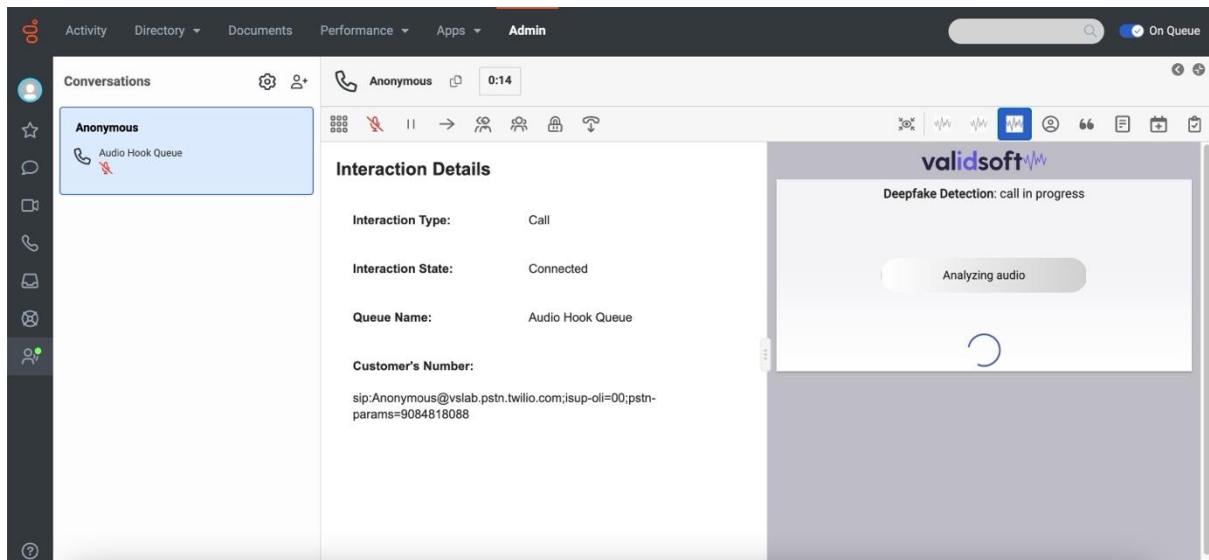 Activity Directory Documents Performance Apps Admin On Queue
Conversations
Anonymous
Audio Hook Queue
Anonymous 0:14
Interaction Details
Interaction Type: Call
Interaction State: Connected
Queue Name: Audio Hook Queue
Customer's Number:
sip:Anonymous@vslab.pstn.twilio.com;isup-oli=00;pstn-
params=9084818088
validsoft
Deepfake Detection: call in progress
Analyzing audio